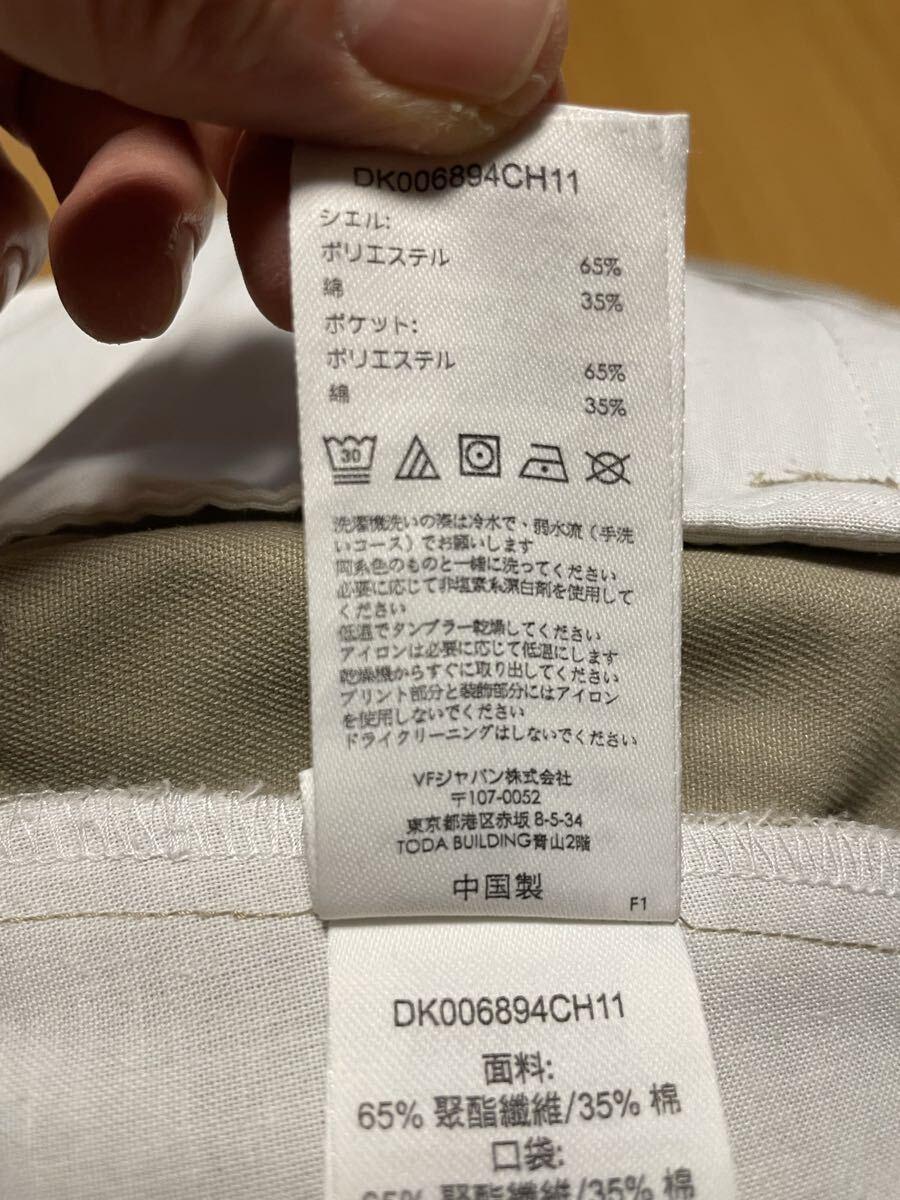 DK006894CH11
シエル:
ポリエステル 65%
綿 35%
ポケット:
ポリエステル 65%
綿 35%
30
洗濯機洗いの際は冷水で、弱水流(手洗
いコース)でお願いします
同系色のものと一緒に洗ってください
必要に応じて非塩素系漂白剤を使用して
ください
低温でタンブラー乾燥してください
アイロンは必要に応じて低温にします
乾燥機からすぐに取り出してください
プリント部分と装飾部分にはアイロン
を使用しないでください
ドライクリーニングはしないでください
VFジャパン株式会社
〒107-0052
東京都港区赤坂 8-5-34
TODA BUILDING青山2階
中国製
F1
DK006894CH11
面料:
65% 聚酯纖維/35% 棉
口袋:
65% 聚酯纖維/35% 棉